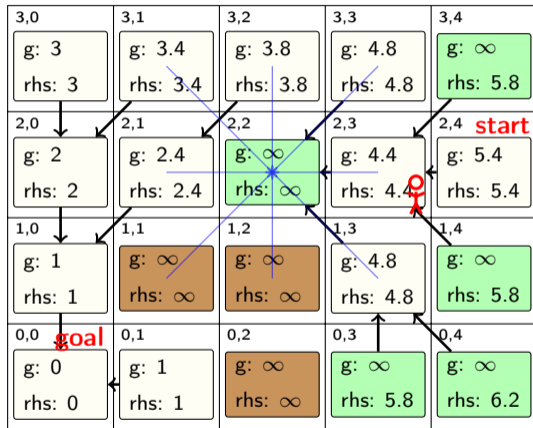 3,0 3,1 3,2 3,3 3,4
g: 3 g: 3.4 g: 3.8 g: 4.8 g: ∞
rhs: 3 rhs: 3.4 rhs: 3.8 rhs: 4.8 rhs: 5.8
2,0 2,1 2,2 2,3 2,4 start
g: 2 g: 2.4 g: ∞ g: 4.4 g: 5.4
rhs: 2 rhs: 2.4 rhs: ∞ rhs: 4.4 rhs: 5.4
1,0 1,1 1,2 1,3 1,4
g: 1 g: ∞ g: ∞ g: 4.8 g: ∞
rhs: 1 rhs: ∞ rhs: ∞ rhs: 4.8 rhs: 5.8
0,0 goal 0,1 0,2 0,3 0,4
g: 0 g: 1 g: ∞ g: ∞ g: ∞
rhs: 0 rhs: 1 rhs: ∞ rhs: 5.8 rhs: 6.2